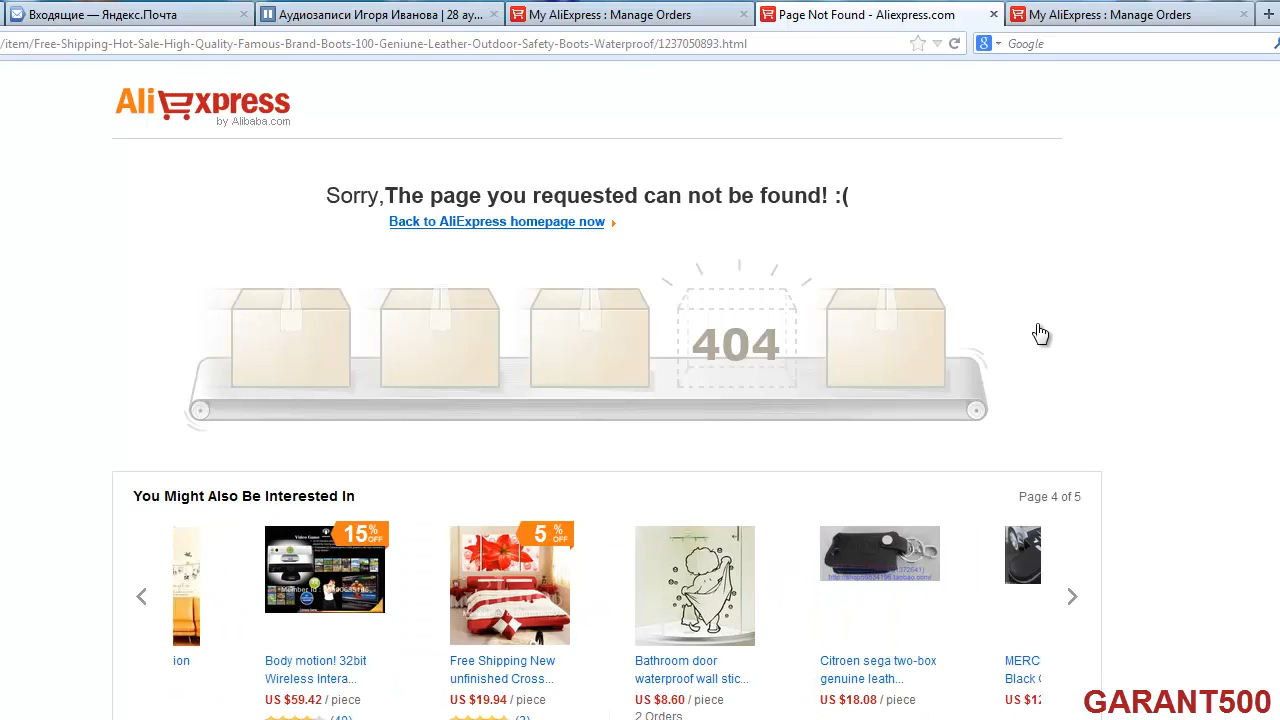 Входящие — Яндекс.Почта
Аудиозаписи Игоря Иванова | 28 ау...
My AliExpress : Manage Orders
Page Not Found - Aliexpress.com
My AliExpress : Manage Orders
/item/Free-Shipping-Hot-Sale-High-Quality-Famous-Brand-Boots-100-Geniune-Leather-Outdoor-Safety-Boots-Waterproof/1237050893.html
Google
AliExpress
by Alibaba.com
Sorry,The page you requested can not be found! :(
Back to AliExpress homepage now
404
You Might Also Be Interested In
Page 4 of 5
15% OFF
5% OFF
ion
Body motion! 32bit
Wireless Intera...
US $59.42 / piece
(49)
Free Shipping New
unfinished Cross...
US $19.94 / piece
(3)
Bathroom door
waterproof wall stic...
US $8.60 / piece
2 Orders
Citroen sega two-box
genuine leath...
US $18.08 / piece
MERC
Black
US $12
GARANT500